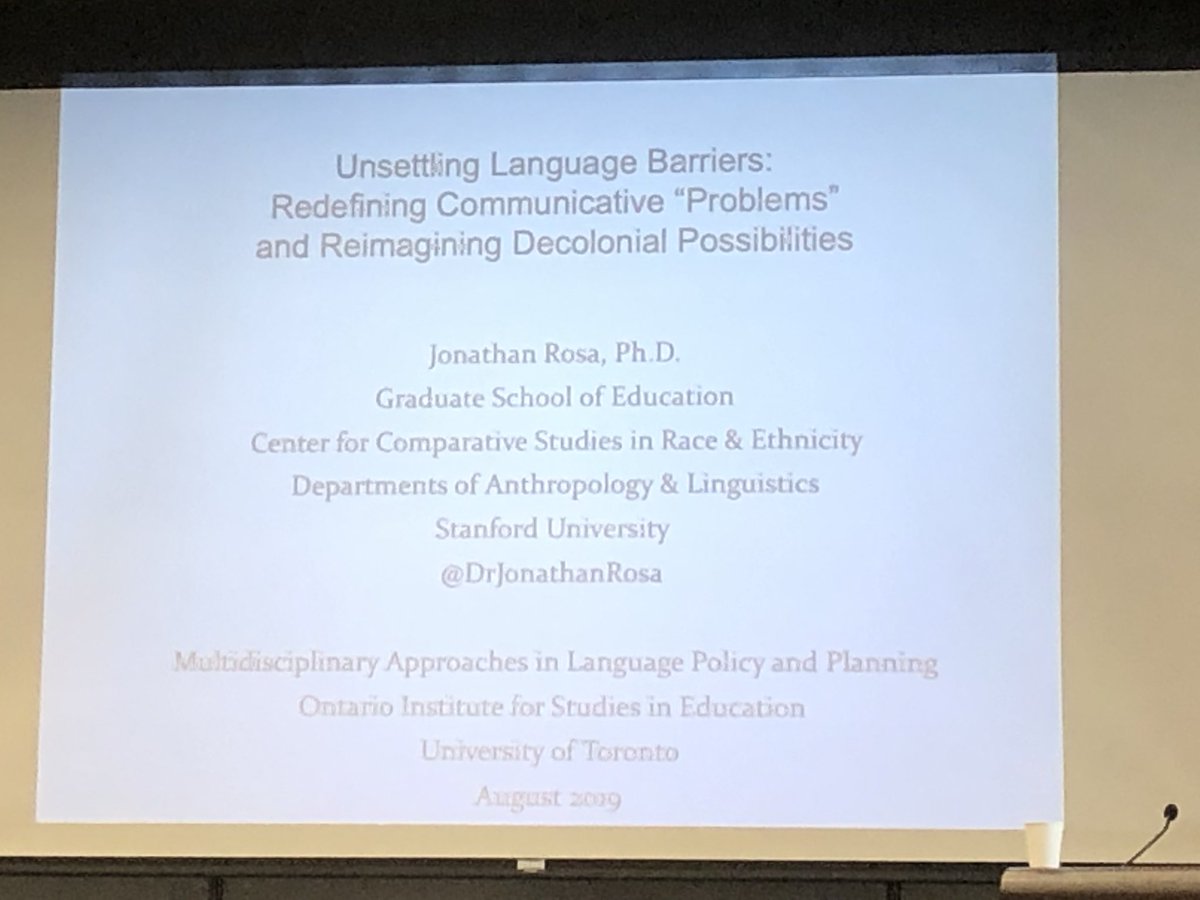 Unsettling Language Barriers:
Redefining Communicative “Problems”
and Reimagining Decolonial Possibilities
Jonathan Rosa, Ph.D.
Graduate School of Education
Center for Comparative Studies in Race & Ethnicity
Departments of Anthropology & Linguistics
Stanford University
@DrJonathanRosa
Multidisciplinary Approaches in Language Policy and Planning
Ontario Institute for Studies in Education
University of Toronto
August 2019